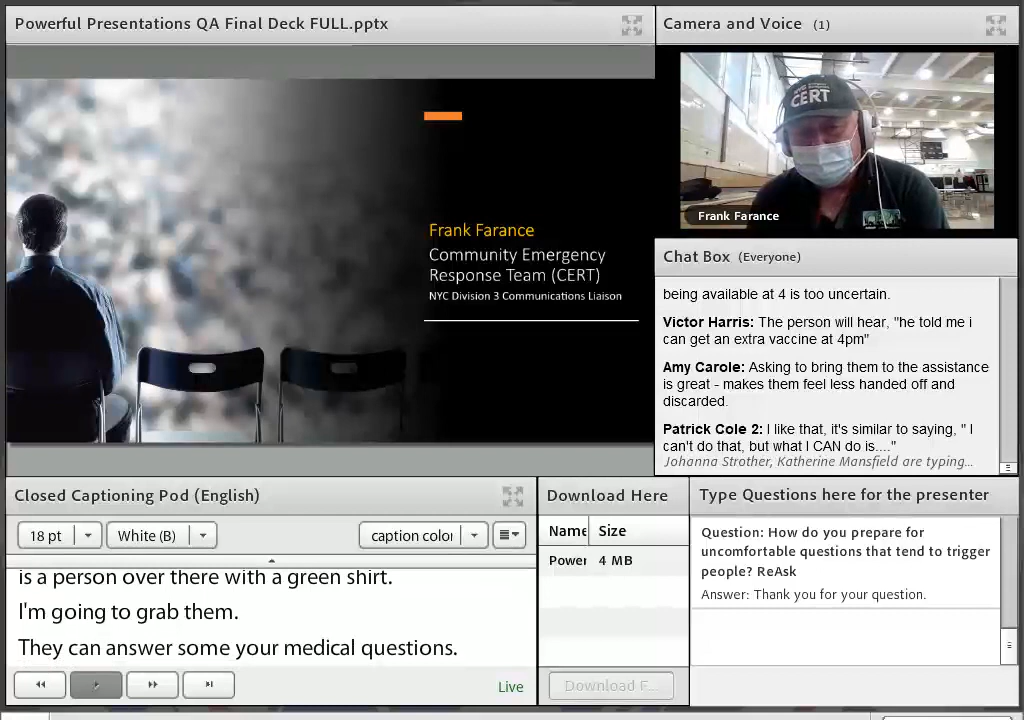 Powerful Presentations QA Final Deck FULL.pptx
Frank Farance
Community Emergency
Response Team (CERT)
NYC Division 3 Communications Liaison
Camera and Voice (1)
CERT
Frank Farance
Chat Box (Everyone)
being available at 4 is too uncertain.
Victor Harris: The person will hear, "he told me i
can get an extra vaccine at 4pm"
Amy Carole: Asking to bring them to the assistance
is great - makes them feel less handed off and
discarded.
Patrick Cole 2: I like that, it's similar to saying, " I
can't do that, but what I CAN do is...."
Johanna Strother, Katherine Mansfield are typing...
Closed Captioning Pod (English)
18 pt
White (B)
caption color
is a person over there with a green shirt.
I'm going to grab them.
They can answer some your medical questions.
Live
Download Here
Name Size
Power 4 MB
Download F...
Type Questions here for the presenter
Question: How do you prepare for
uncomfortable questions that tend to trigger
people? ReAsk
Answer: Thank you for your question.